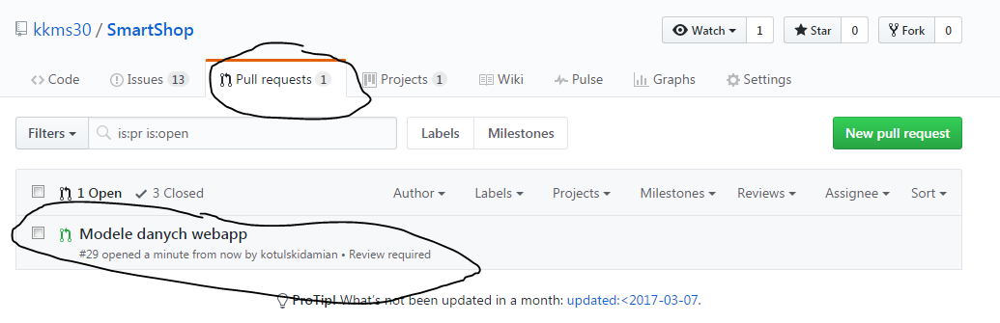 kkms30 / SmartShop Watch 1 Star 0 Fork 0
Code Issues 13 Pull requests 1 Projects 1 Wiki Pulse Graphs Settings
Filters is:pr is:open Labels Milestones New pull request
1 Open 3 Closed Author Labels Projects Milestones Reviews Assignee Sort
Modele danych webapp
#29 opened a minute from now by kotulskidamian • Review required
ProTip! What's not been updated in a month: updated:<2017-03-07.